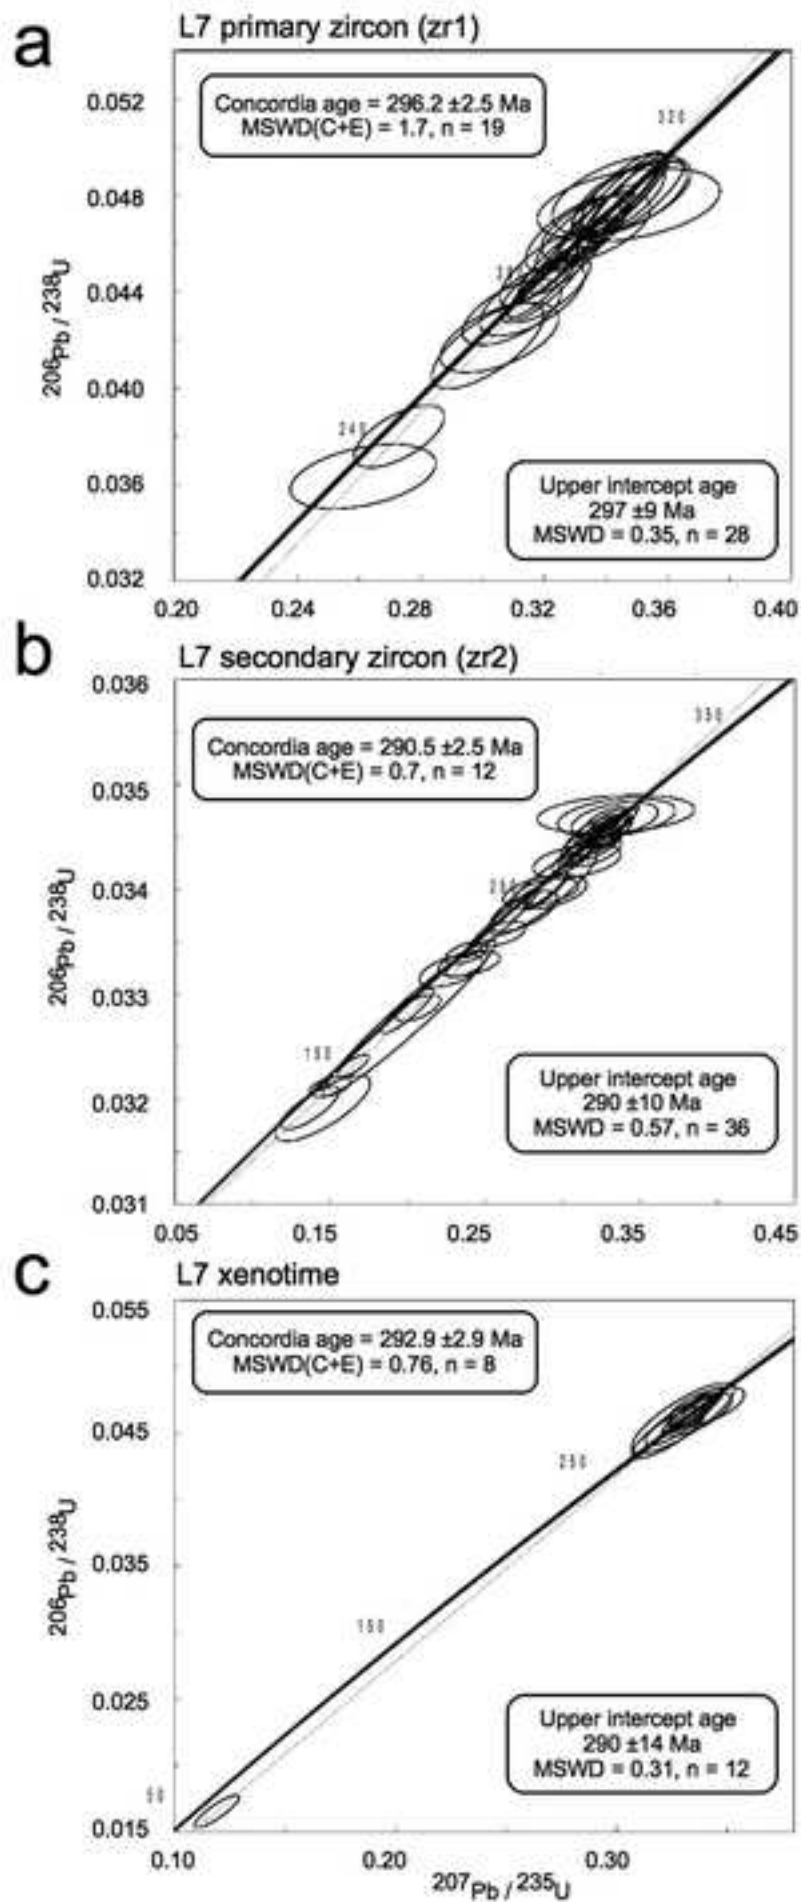 a
L7 primary zircon (zr1)
0.052
0.048
0.044
0.040
0.036
0.032
206Pb / 238U
Concordia age = 296.2 ±2.5 Ma
MSWD(C+E) = 1.7, n = 19
320
240
Upper intercept age
297 ±9 Ma
MSWD = 0.35, n = 28
0.20 0.24 0.28 0.32 0.36 0.40
b
L7 secondary zircon (zr2)
0.036
0.035
0.034
0.033
0.032
0.031
206Pb / 238U
Concordia age = 290.5 ±2.5 Ma
MSWD(C+E) = 0.7, n = 12
Upper intercept age
290 ±10 Ma
MSWD = 0.57, n = 36
0.05 0.15 0.25 0.35 0.45
c
L7 xenotime
0.055
0.045
0.035
0.025
0.015
206Pb / 238U
Concordia age = 292.9 ±2.9 Ma
MSWD(C+E) = 0.76, n = 8
50
Upper intercept age
290 ±14 Ma
MSWD = 0.31, n = 12
0.10 0.20 0.30
207Pb / 235U